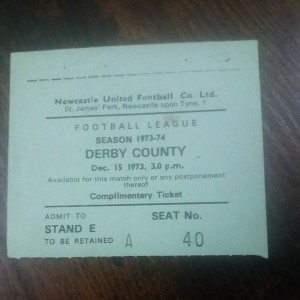 Newcastle United Football Co. Ltd.
St. James' Park, Newcastle upon Tyne, 1
FOOTBALL LEAGUE
SEASON 1973-74
DERBY COUNTY
Dec. 15 1973, 3.0 p.m.
Available for this match only or any postponement
thereof
Complimentary Ticket
ADMIT TO SEAT No.
STAND E
TO BE RETAINED A 40